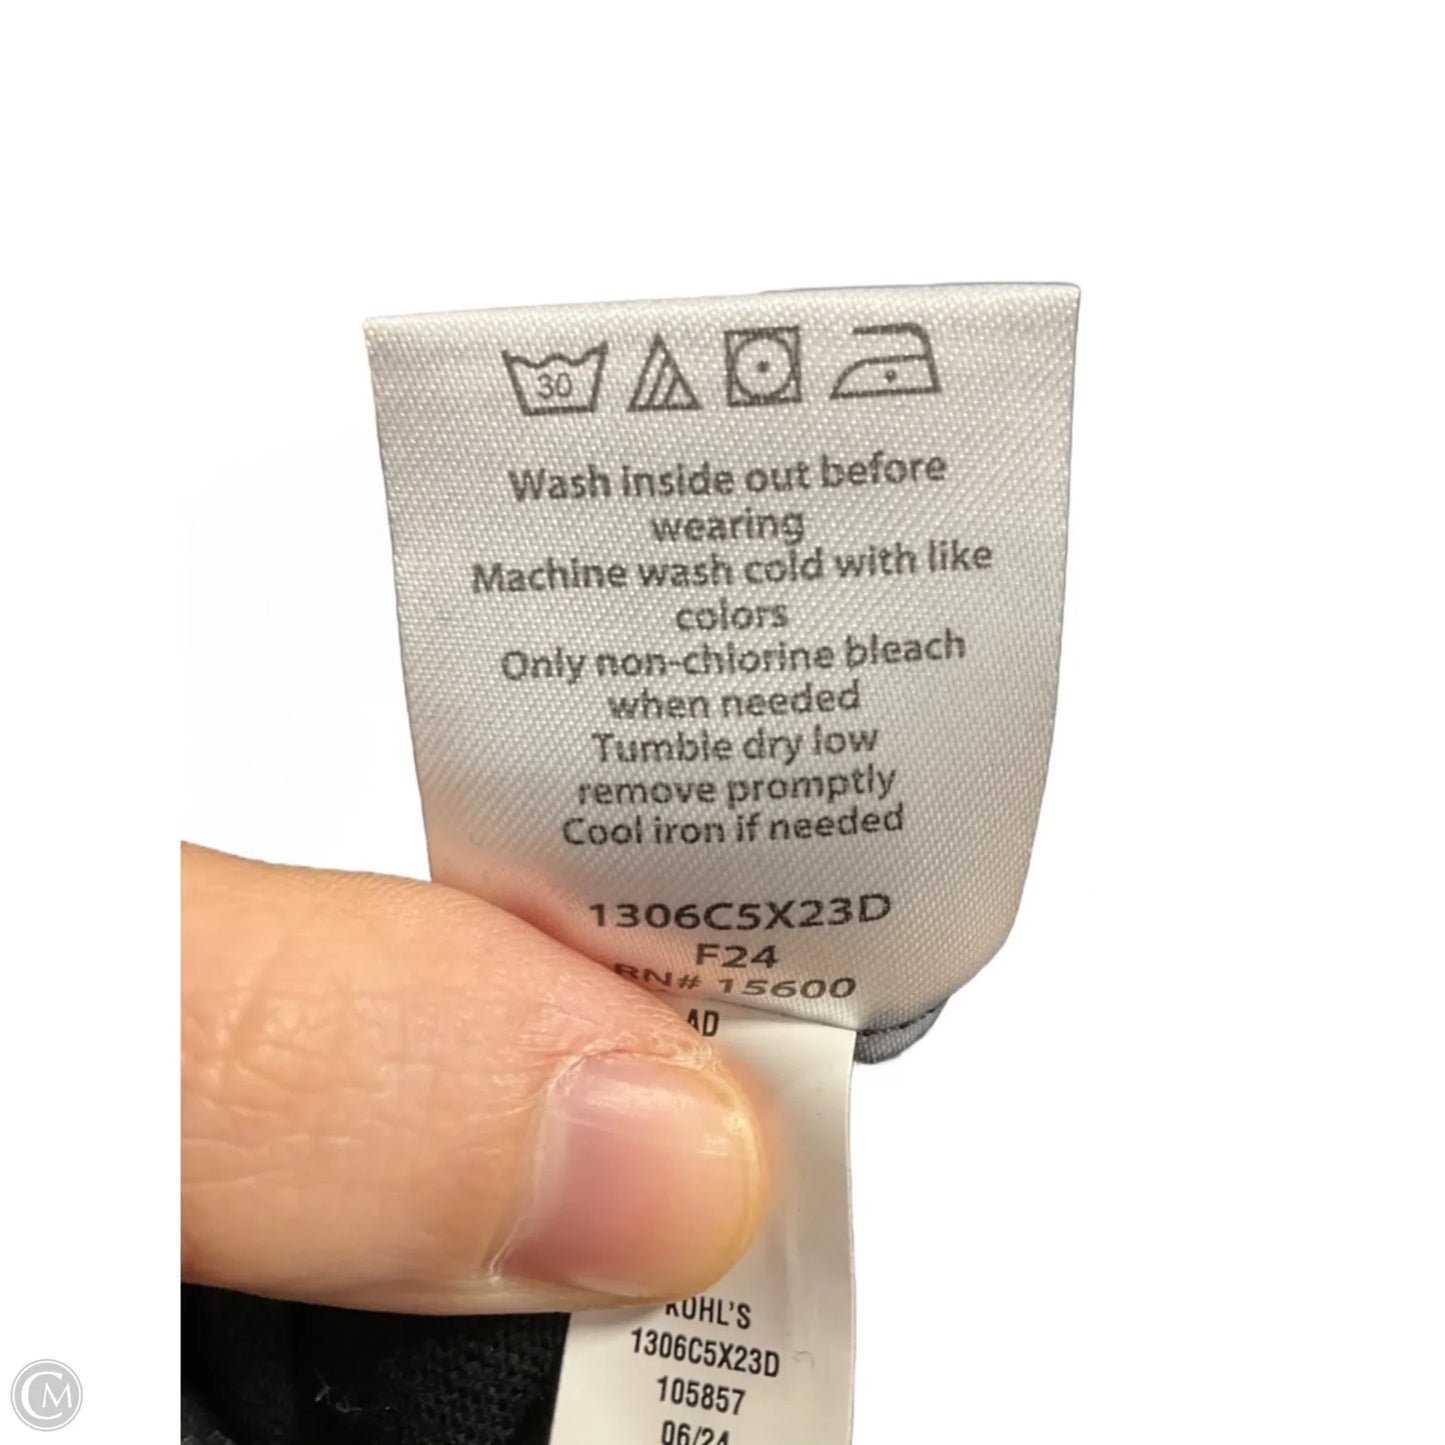 30
Wash inside out before
wearing
Machine wash cold with like
colors
Only non-chlorine bleach
when needed
Tumble dry low
remove promptly
Cool iron if needed
1306C5X23D
F24
RN# 15600
AD
KOHL'S
1306C5X23D
105857
06/24
CM